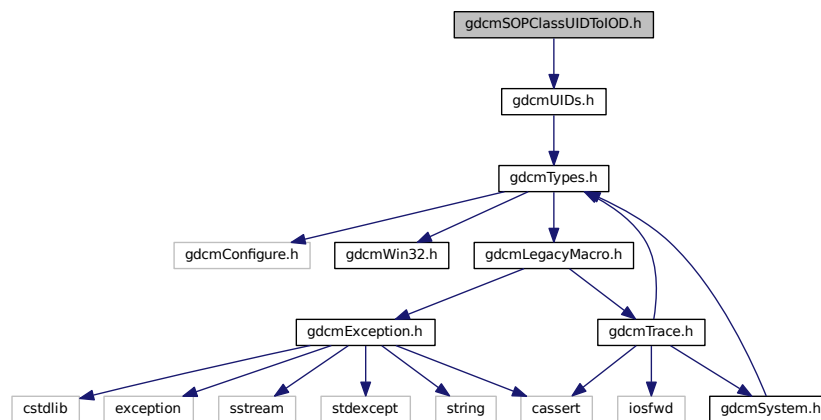 gdcmSOPClassUIDToIOD.h
gdcmUIDs.h
gdcmTypes.h
gdcmConfigure.h
gdcmWin32.h
gdcmLegacyMacro.h
gdcmException.h
gdcmTrace.h
cstdlib
exception
sstream
stdexcept
string
cassert
iosfwd
gdcmSystem.h